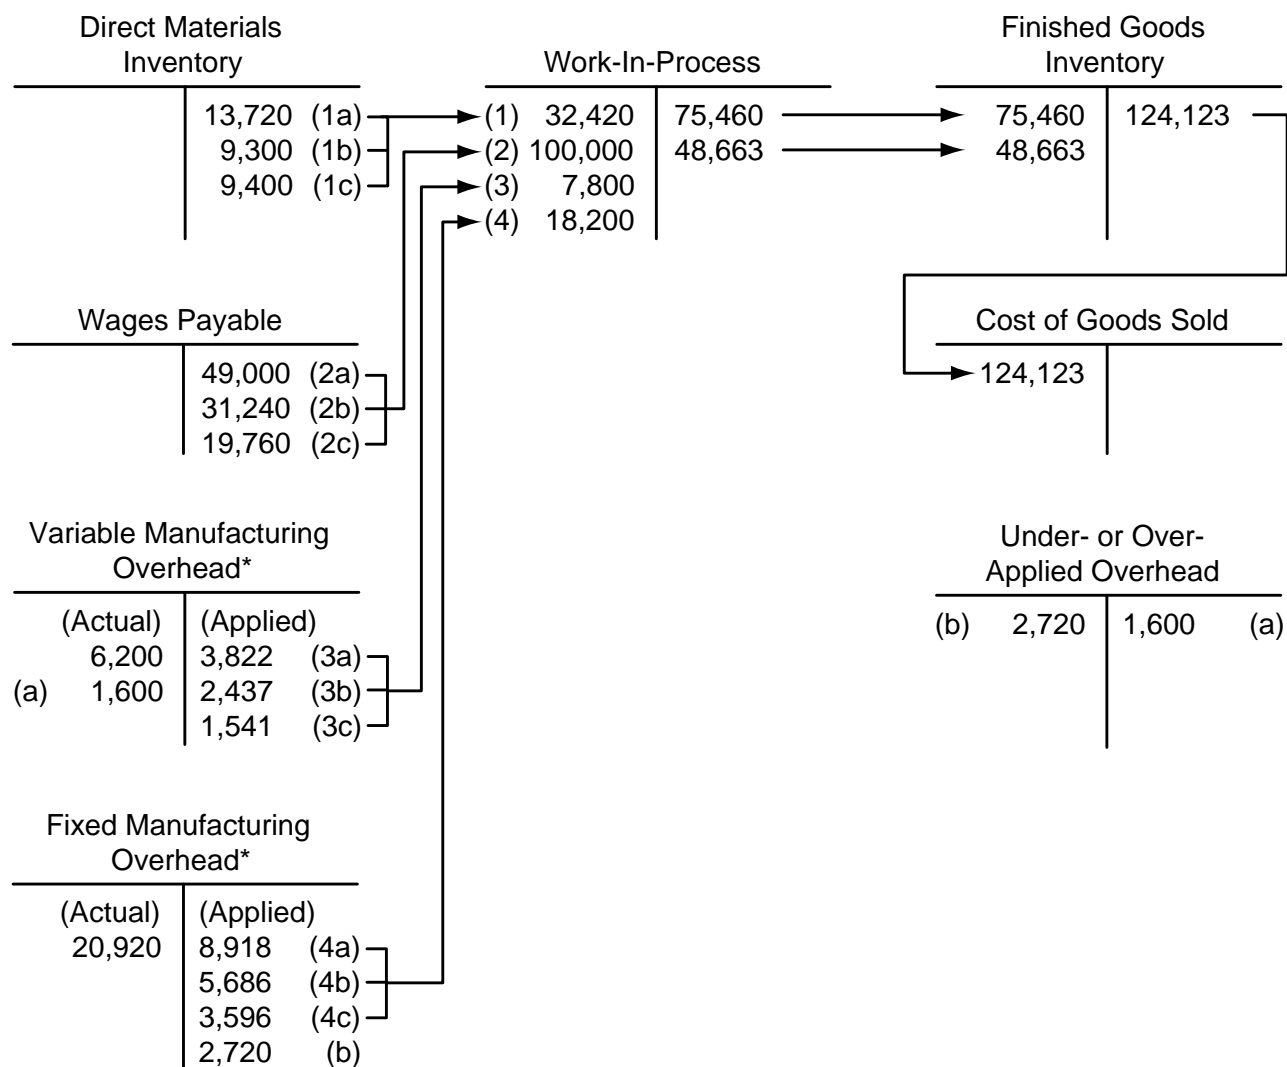 Direct Materials
Inventory
13,720 (1a)
9,300 (1b)
9,400 (1c)
Work-In-Process
(1) 32,420 75,460
(2) 100,000 48,663
(3) 7,800
(4) 18,200
Finished Goods
Inventory
75,460 124,123
48,663
Wages Payable
49,000 (2a)
31,240 (2b)
19,760 (2c)
Cost of Goods Sold
124,123
Variable Manufacturing
Overhead*
(Actual) (Applied)
6,200 3,822 (3a)
(a) 1,600 2,437 (3b)
1,541 (3c)
Under- or Over-
Applied Overhead
(b) 2,720 1,600 (a)
Fixed Manufacturing
Overhead*
(Actual) (Applied)
20,920 8,918 (4a)
5,686 (4b)
3,596 (4c)
2,720 (b)